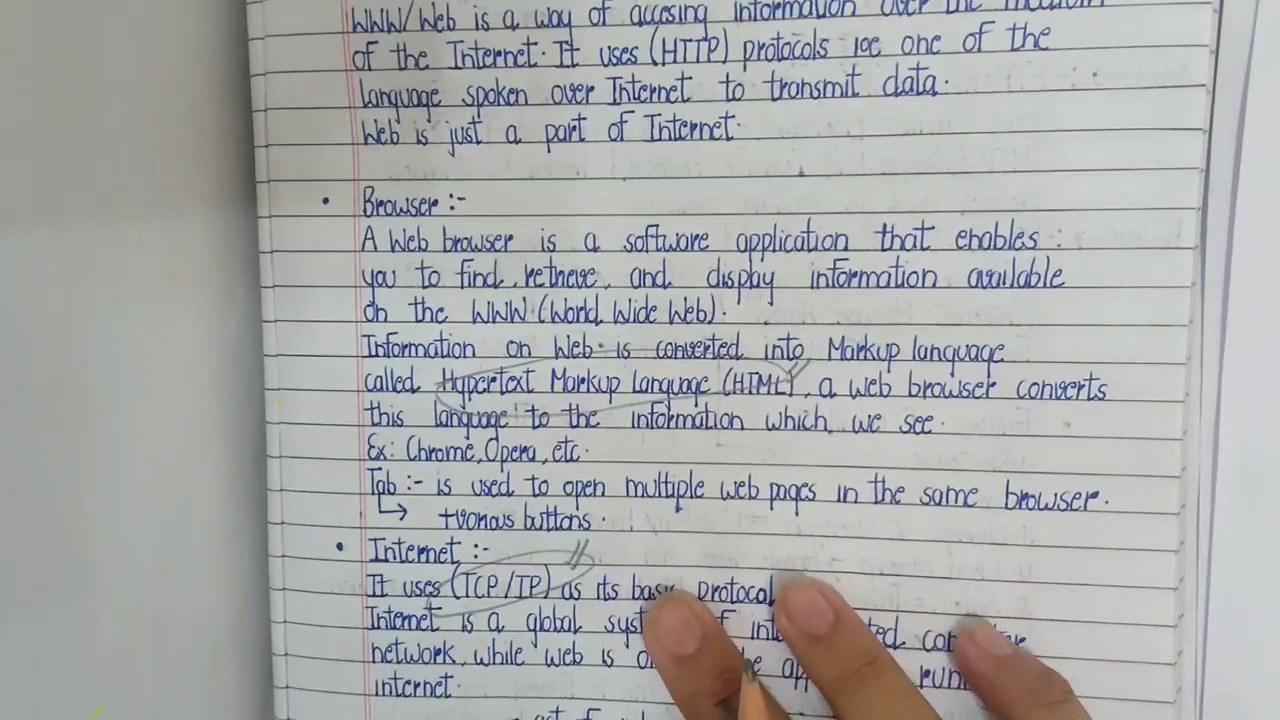 WWW/Web is a way of accesing information over the medium
of the Internet. It uses (HTTP) protocols ie one of the
language spoken over Internet to transmit data.
Web is just a part of Internet.
• Browser :-
A Web browser is a software application that enables
you to find, retrieve, and display information available
on the WWW. (World Wide Web).
Information on Web is converted into Markup language
called Hypertext Markup Language (HTML), a web browser converts
this language to the information which we see.
Ex: Chrome, Opera, etc.
Tab :- is used to open multiple web pages in the same browser.
↳ +various buttons.
• Internet :-
It uses (TCP/IP) as its basic protocol
Internet is a global
network, while web is
internet.